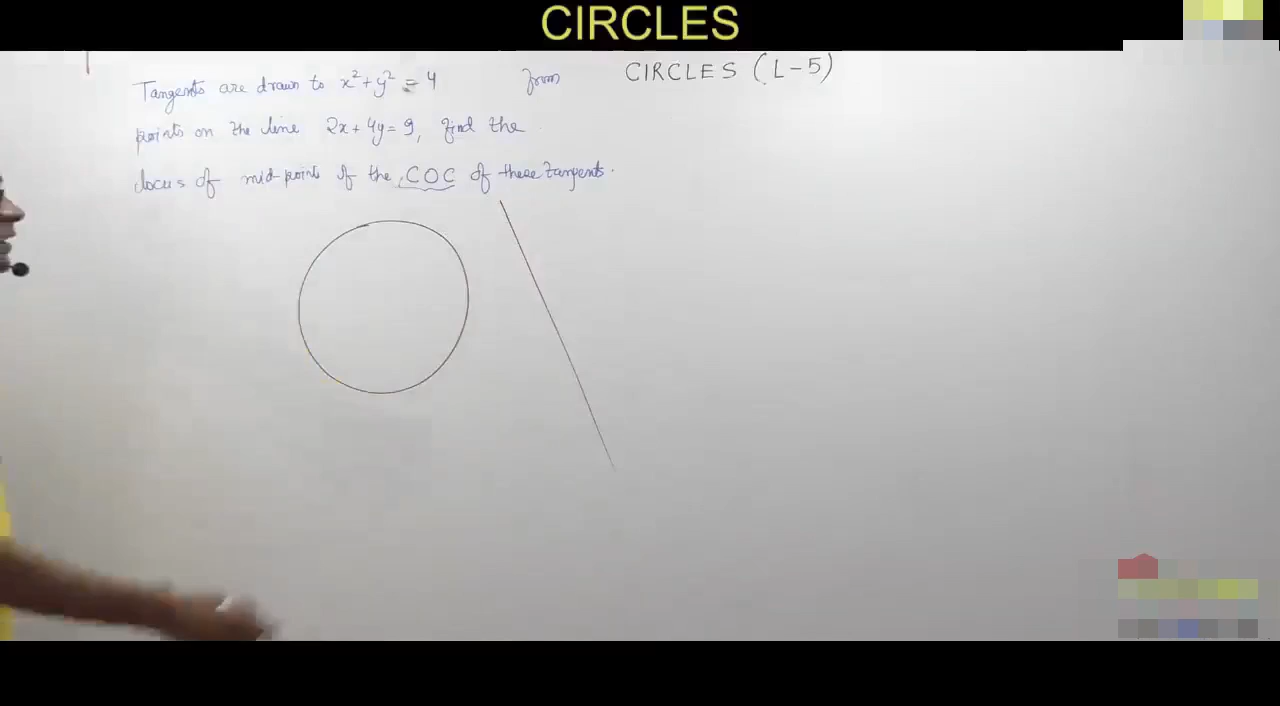 CIRCLES
CIRCLES (L-5)
Tangents are drawn to x²+y² = 4 from
points on the line 2x+4y=9, find the
locus of mid points of the COC of these tangents.